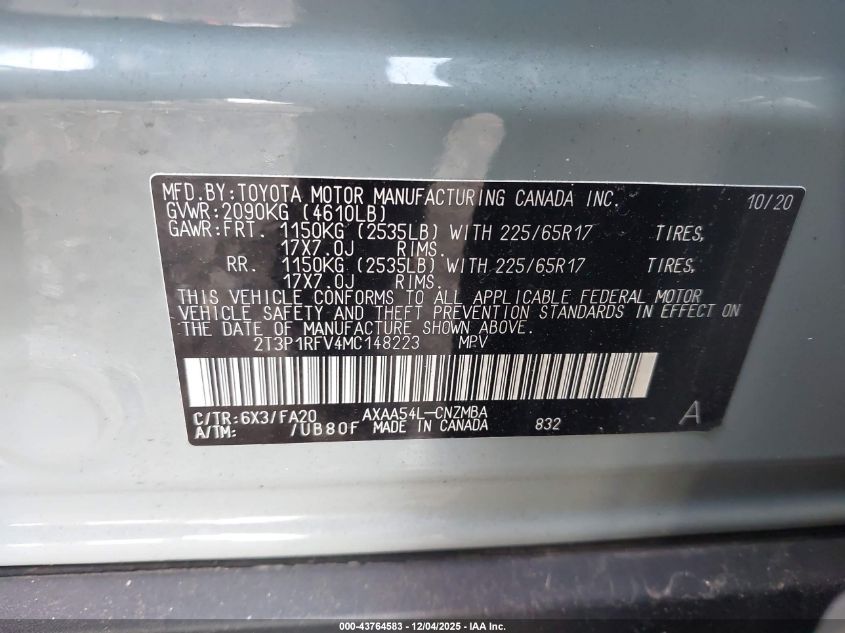 MFD.BY:TOYOTA MOTOR MANUFACTURING CANADA INC. 10/20
GVWR:2090KG (4610LB)
GAWR:FRT. 1150KG (2535LB) WITH 225/65R17 TIRES,
17X7.0J RIMS.
RR. 1150KG (2535LB) WITH 225/65R17 TIRES,
17X7.0J RIMS.
THIS VEHICLE CONFORMS TO ALL APPLICABLE FEDERAL MOTOR
VEHICLE SAFETY AND THEFT PREVENTION STANDARDS IN EFFECT ON
THE DATE OF MANUFACTURE SHOWN ABOVE.
2T3P1RFV4MC148223 MPV
C/TR:6X3/FA20 AXAA54L-CNZMBA A
A/TM: /UB80F MADE IN CANADA 832
000-43764583 - 12/04/2025 - IAA Inc.